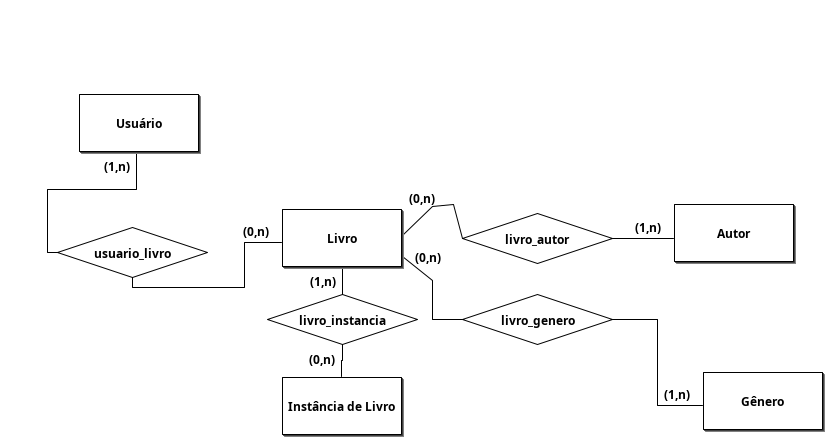 Usuário
(1,n)
usuario_livro
(0,n)
Livro
(0,n)
livro_autor
(1,n)
Autor
(0,n)
(1,n)
livro_instancia
livro_genero
(0,n)
Instância de Livro
(1,n)
Gênero